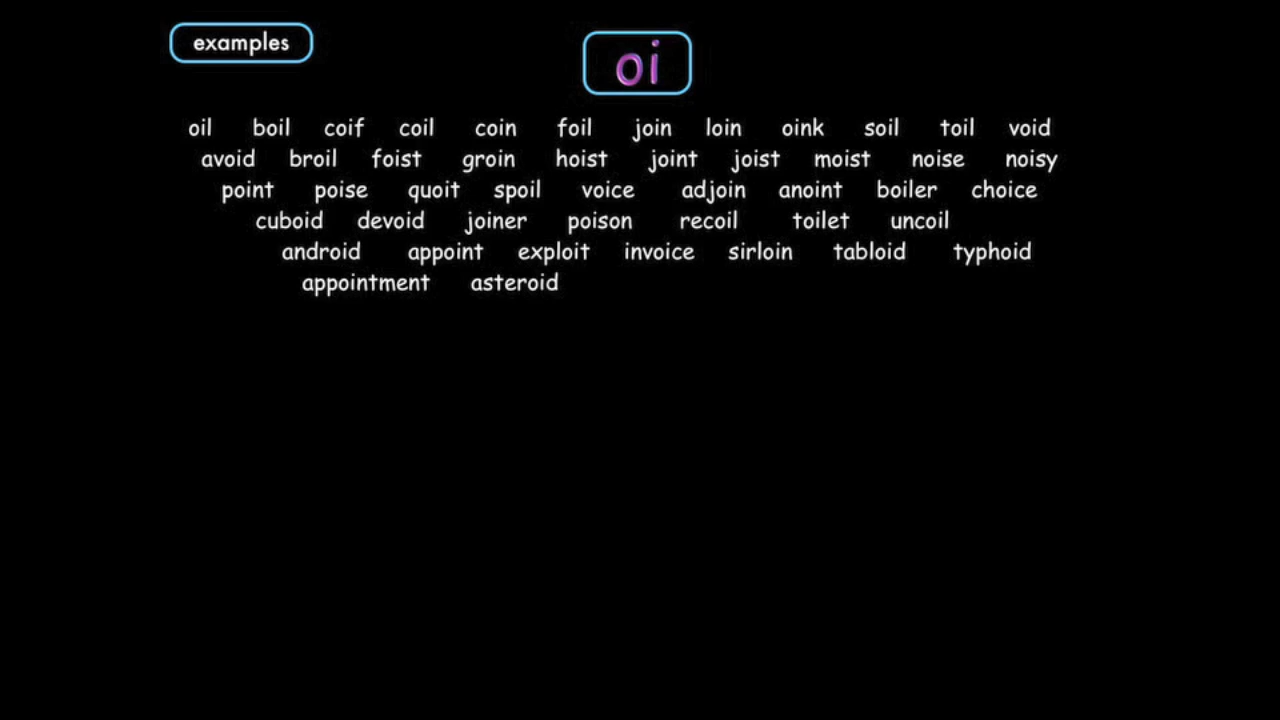 examples
oi
oil boil coif coil coin foil join loin oink soil toil void
avoid broil foist groin hoist joint joist moist noise noisy
point poise quoit spoil voice adjoin anoint boiler choice
cuboid devoid joiner poison recoil toilet uncoil
android appoint exploit invoice sirloin tabloid typhoid
appointment asteroid